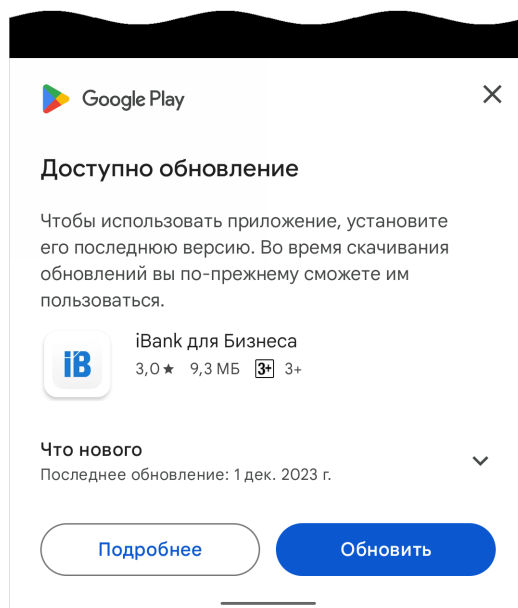 Google Play
Доступно обновление
Чтобы использовать приложение, установите
его последнюю версию. Во время скачивания
обновлений вы по-прежнему сможете им
пользоваться.
iBank для Бизнеса
iB
3,0★ 9,3 МБ 3+ 3+
Что нового
Последнее обновление: 1 дек. 2023 г.
Подробнее Обновить